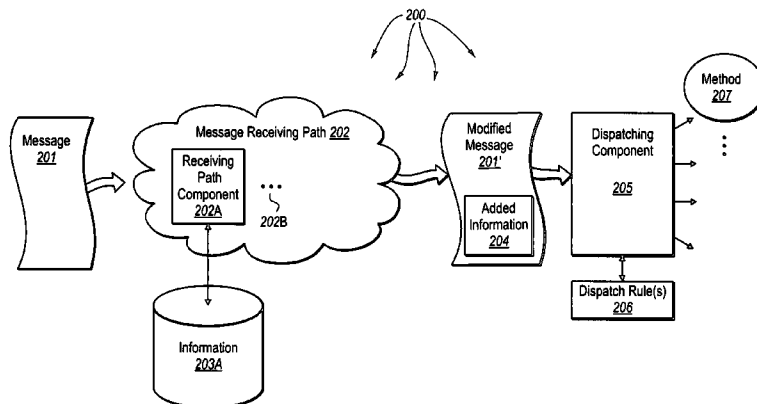 200
Message
201
Message Receiving Path 202
Receiving
Path
Component
202A
202B
Information
203A
Modified
Message
201'
Added
Information
204
Dispatching
Component
205
Dispatch Rule(s)
206
Method
207